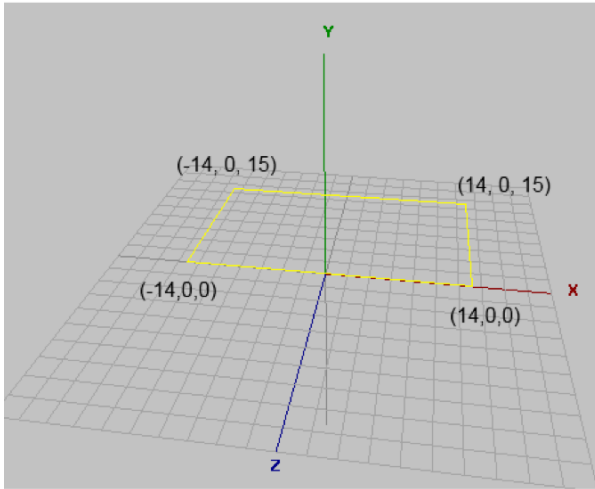 Y
(-14, 0, 15)
(14, 0, 15)
(-14,0,0)
X
(14,0,0)
Z